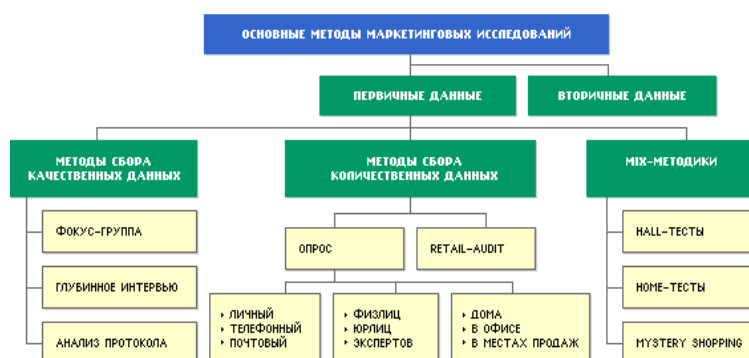 ОСНОВНЫЕ МЕТОДЫ МАРКЕТИНГОВЫХ ИССЛЕДОВАНИЙ
ПЕРВИЧНЫЕ ДАННЫЕ
ВТОРИЧНЫЕ ДАННЫЕ
МЕТОДЫ СБОРА
КАЧЕСТВЕННЫХ ДАННЫХ
МЕТОДЫ СБОРА
КОЛИЧЕСТВЕННЫХ ДАННЫХ
MIX-МЕТОДИКИ
ФОКУС-ГРУППА
ГЛУБИННОЕ ИНТЕРВЬЮ
АНАЛИЗ ПРОТОКОЛА
ОПРОС
RETAIL-AUDIT
ЛИЧНЫЙ
ТЕЛЕФОННЫЙ
ПОЧТОВЫЙ
ФИЗЛИЦ
ЮРЛИЦ
ЭКСПЕРТОВ
ДОМА
В ОФИСЕ
В МЕСТАХ ПРОДАЖ
HALL-ТЕСТЫ
HOME-ТЕСТЫ
MYSTERY SHOPPING